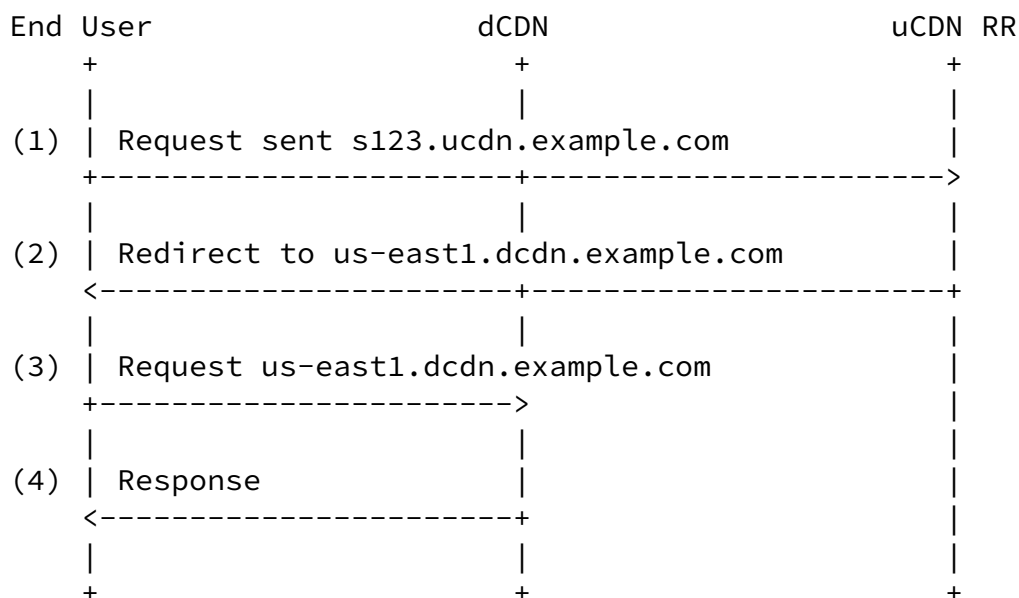 End User                      dCDN                       uCDN RR
    +                           +                           +
    |                           |                           |
(1) | Request sent s123.ucdn.example.com                    |
    +---------------------------+-------------------------->
    |                           |                           |
(2) | Redirect to us-east1.dcdn.example.com                 |
    <---------------------------+---------------------------+
    |                           |                           |
(3) | Request us-east1.dcdn.example.com                     |
    +-------------------------->                            |
    |                           |                           |
(4) | Response                  |                           |
    <---------------------------+                           |
    |                           |                           |
    +                           +                           +